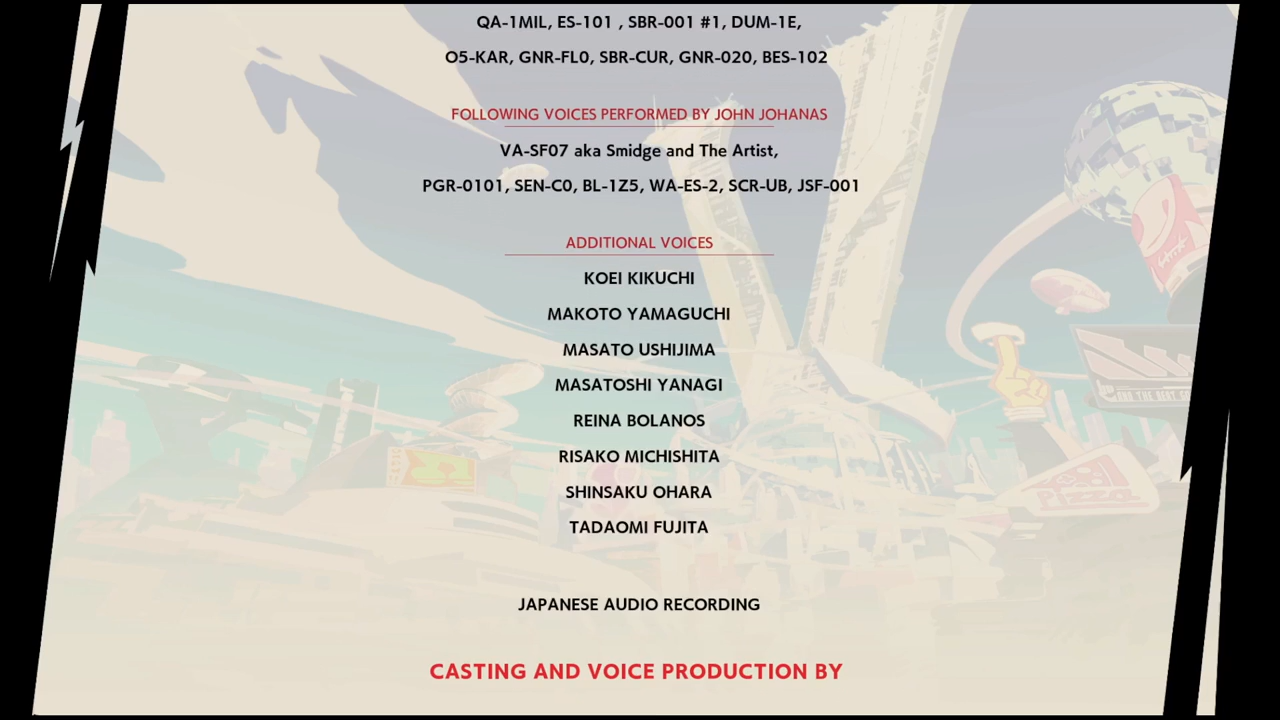 QA-1MIL, ES-101 , SBR-001 #1, DUM-1E,
O5-KAR, GNR-FL0, SBR-CUR, GNR-020, BES-102
FOLLOWING VOICES PERFORMED BY JOHN JOHANAS
VA-SF07 aka Smidge and The Artist,
PGR-0101, SEN-C0, BL-1Z5, WA-ES-2, SCR-UB, JSF-001
ADDITIONAL VOICES
KOEI KIKUCHI
MAKOTO YAMAGUCHI
MASATO USHIJIMA
MASATOSHI YANAGI
REINA BOLANOS
RISAKO MICHISHITA
SHINSAKU OHARA
TADAOMI FUJITA
JAPANESE AUDIO RECORDING
CASTING AND VOICE PRODUCTION BY
Pizza